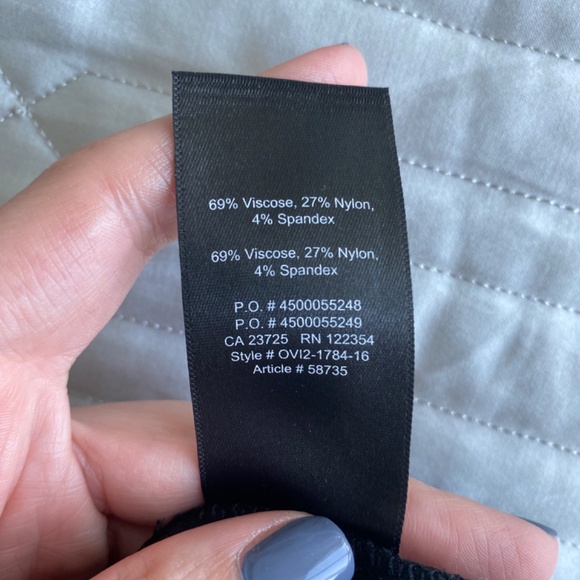 69% Viscose, 27% Nylon,
4% Spandex
69% Viscose, 27% Nylon,
4% Spandex
P.O. # 4500055248
P.O. # 4500055249
CA 23725 RN 122354
Style # OVI2-1784-16
Article # 58735